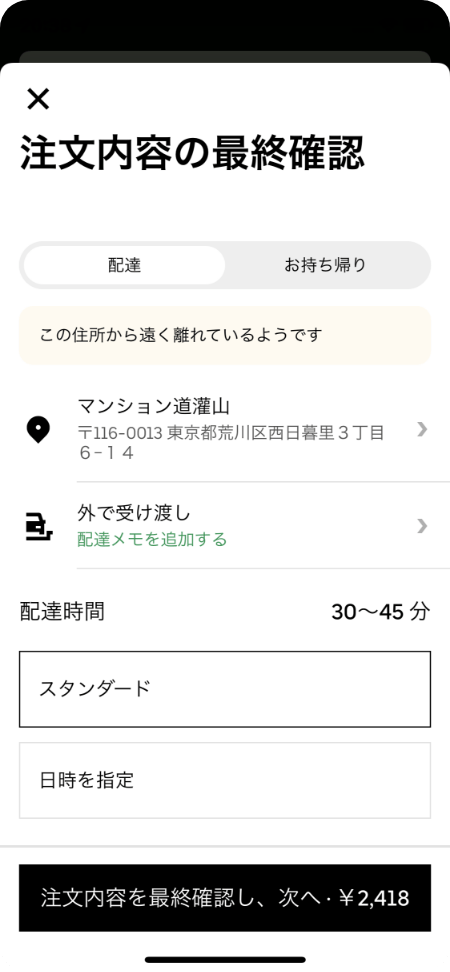 注文内容の最終確認
配達
お持ち帰り
この住所から遠く離れているようです
マンション道灌山
〒116-0013 東京都荒川区西日暮里３丁目
６−１４
外で受け渡し
配達メモを追加する
配達時間
30〜45 分
スタンダード
日時を指定
注文内容を最終確認し、次へ · ￥2,418